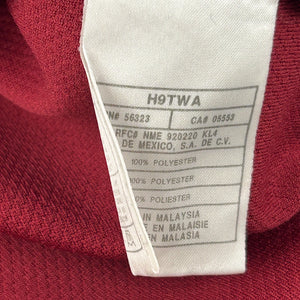 H9TWA
N# 56323 CA# 05553
RFC# NME 920220 KL4
DE MEXICO, S.A. DE C.V.
100% POLYESTER
100% POLYESTER
POLYESTER
IN MALAYSIA
EN MALAISIE
EN MALASIA